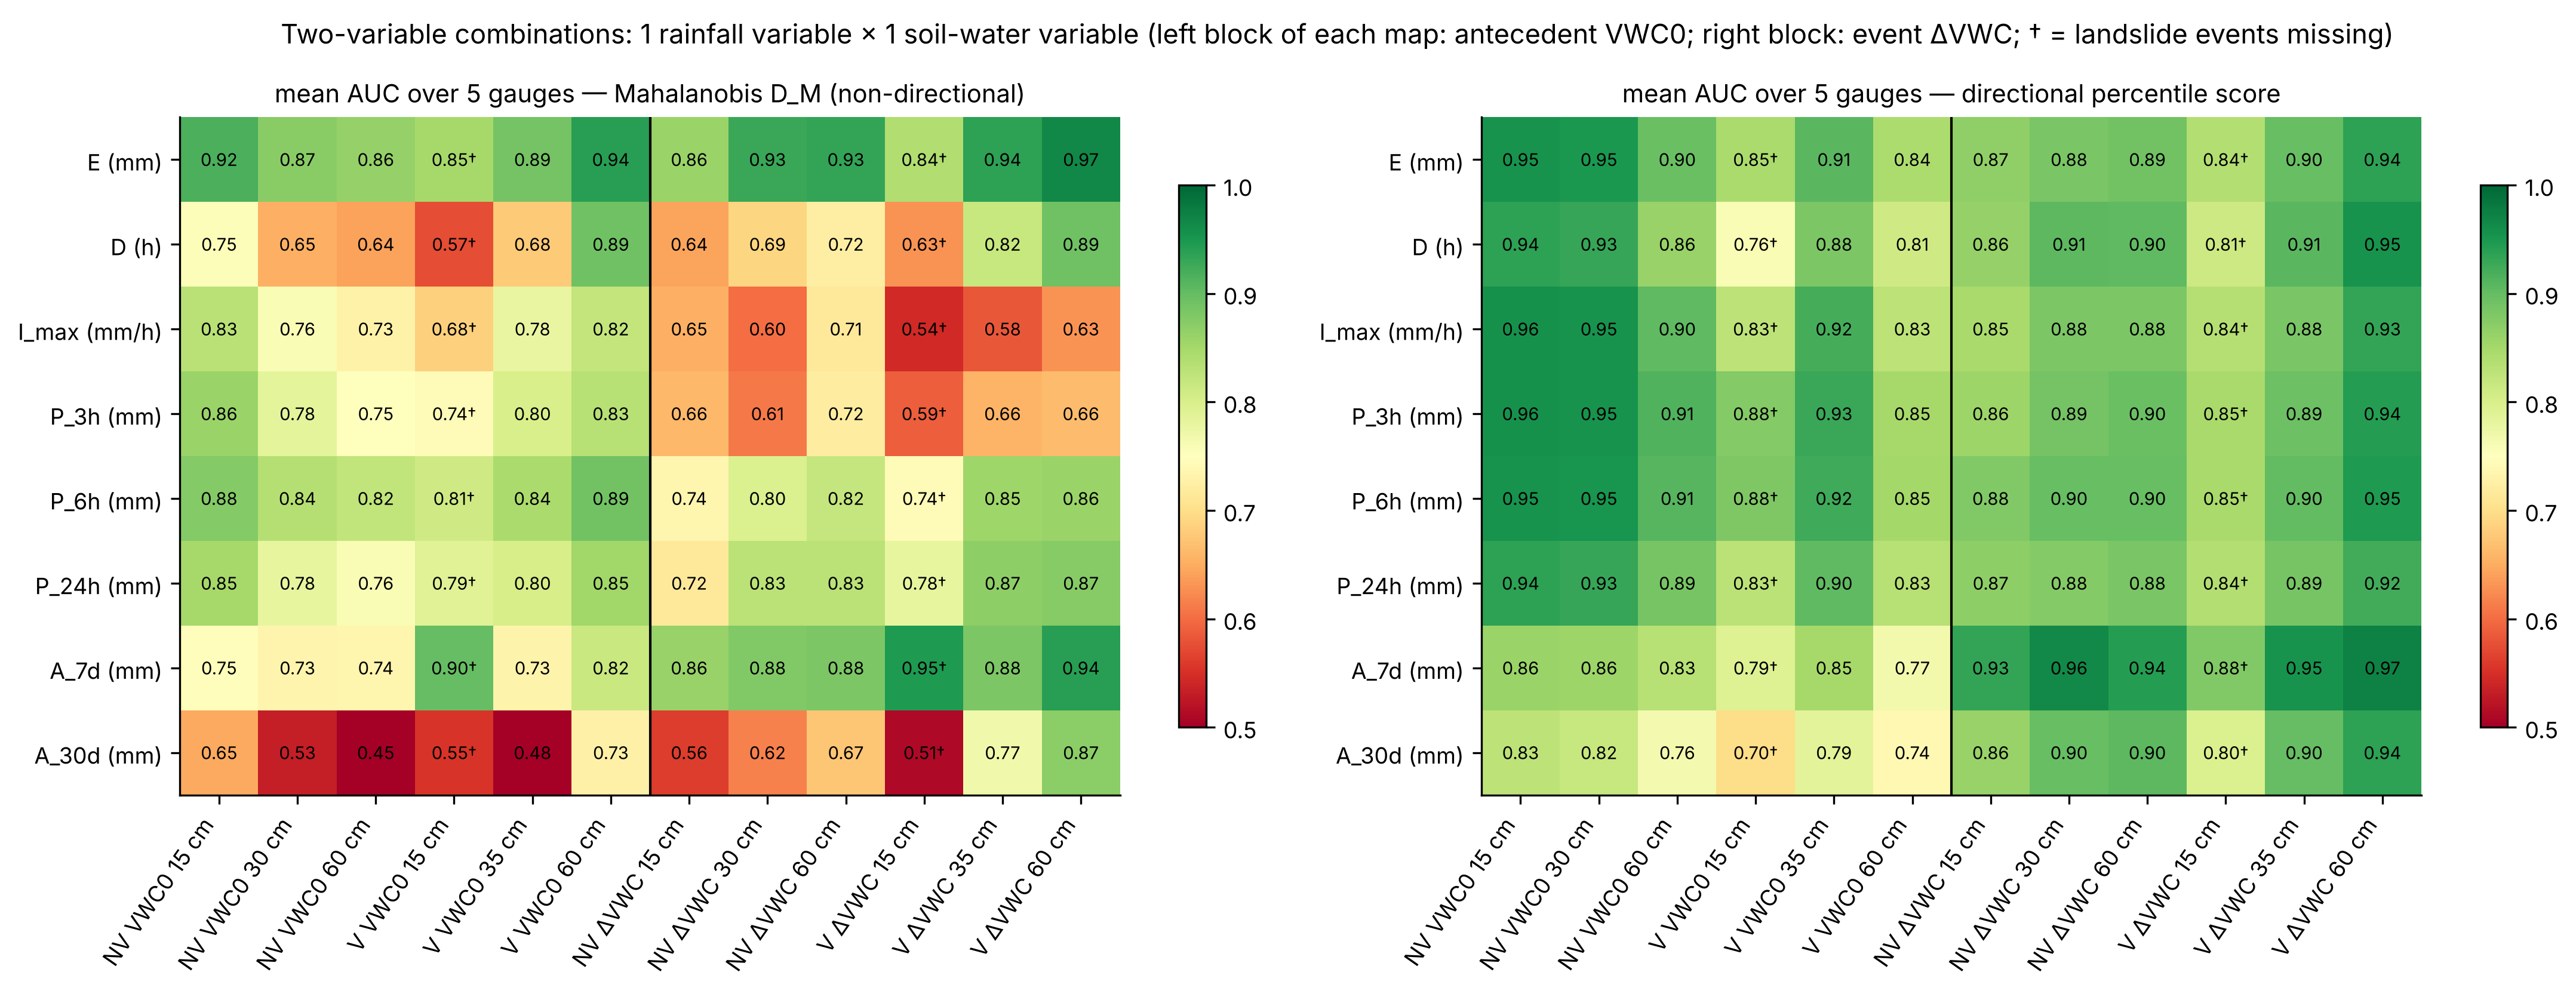 Two-variable combinations: 1 rainfall variable × 1 soil-water variable (left block of each map: antecedent VWC0; right block: event ΔVWC; † = landslide events missing)
mean AUC over 5 gauges — Mahalanobis D_M (non-directional)
E (mm) 0.92 0.87 0.86 0.85† 0.89 0.94 0.86 0.93 0.93 0.84† 0.94 0.97
D (h) 0.75 0.65 0.64 0.57† 0.68 0.89 0.64 0.69 0.72 0.63† 0.82 0.89
I_max (mm/h) 0.83 0.76 0.73 0.68† 0.78 0.82 0.65 0.60 0.71 0.54† 0.58 0.63
P_3h (mm) 0.86 0.78 0.75 0.74† 0.80 0.83 0.66 0.61 0.72 0.59† 0.66 0.66
P_6h (mm) 0.88 0.84 0.82 0.81† 0.84 0.89 0.74 0.80 0.82 0.74† 0.85 0.86
P_24h (mm) 0.85 0.78 0.76 0.79† 0.80 0.85 0.72 0.83 0.83 0.78† 0.87 0.87
A_7d (mm) 0.75 0.73 0.74 0.90† 0.73 0.82 0.86 0.88 0.88 0.95† 0.88 0.94
A_30d (mm) 0.65 0.53 0.45 0.55† 0.48 0.73 0.56 0.62 0.67 0.51† 0.77 0.87
NV VWC0 15 cm
NV VWC0 30 cm
NV VWC0 60 cm
V VWC0 15 cm
V VWC0 35 cm
V VWC0 60 cm
NV ΔVWC 15 cm
NV ΔVWC 30 cm
NV ΔVWC 60 cm
V ΔVWC 15 cm
V ΔVWC 35 cm
V ΔVWC 60 cm
1.0
0.9
0.8
0.7
0.6
0.5
mean AUC over 5 gauges — directional percentile score
E (mm) 0.95 0.95 0.90 0.85† 0.91 0.84 0.87 0.88 0.89 0.84† 0.90 0.94
D (h) 0.94 0.93 0.86 0.76† 0.88 0.81 0.86 0.91 0.90 0.81† 0.91 0.95
I_max (mm/h) 0.96 0.95 0.90 0.83† 0.92 0.83 0.85 0.88 0.88 0.84† 0.88 0.93
P_3h (mm) 0.96 0.95 0.91 0.88† 0.93 0.85 0.86 0.89 0.90 0.85† 0.89 0.94
P_6h (mm) 0.95 0.95 0.91 0.88† 0.92 0.85 0.88 0.90 0.90 0.85† 0.90 0.95
P_24h (mm) 0.94 0.93 0.89 0.83† 0.90 0.83 0.87 0.88 0.88 0.84† 0.89 0.92
A_7d (mm) 0.86 0.86 0.83 0.79† 0.85 0.77 0.93 0.96 0.94 0.88† 0.95 0.97
A_30d (mm) 0.83 0.82 0.76 0.70† 0.79 0.74 0.86 0.90 0.90 0.80† 0.90 0.94
NV VWC0 15 cm
NV VWC0 30 cm
NV VWC0 60 cm
V VWC0 15 cm
V VWC0 35 cm
V VWC0 60 cm
NV ΔVWC 15 cm
NV ΔVWC 30 cm
NV ΔVWC 60 cm
V ΔVWC 15 cm
V ΔVWC 35 cm
V ΔVWC 60 cm
1.0
0.9
0.8
0.7
0.6
0.5